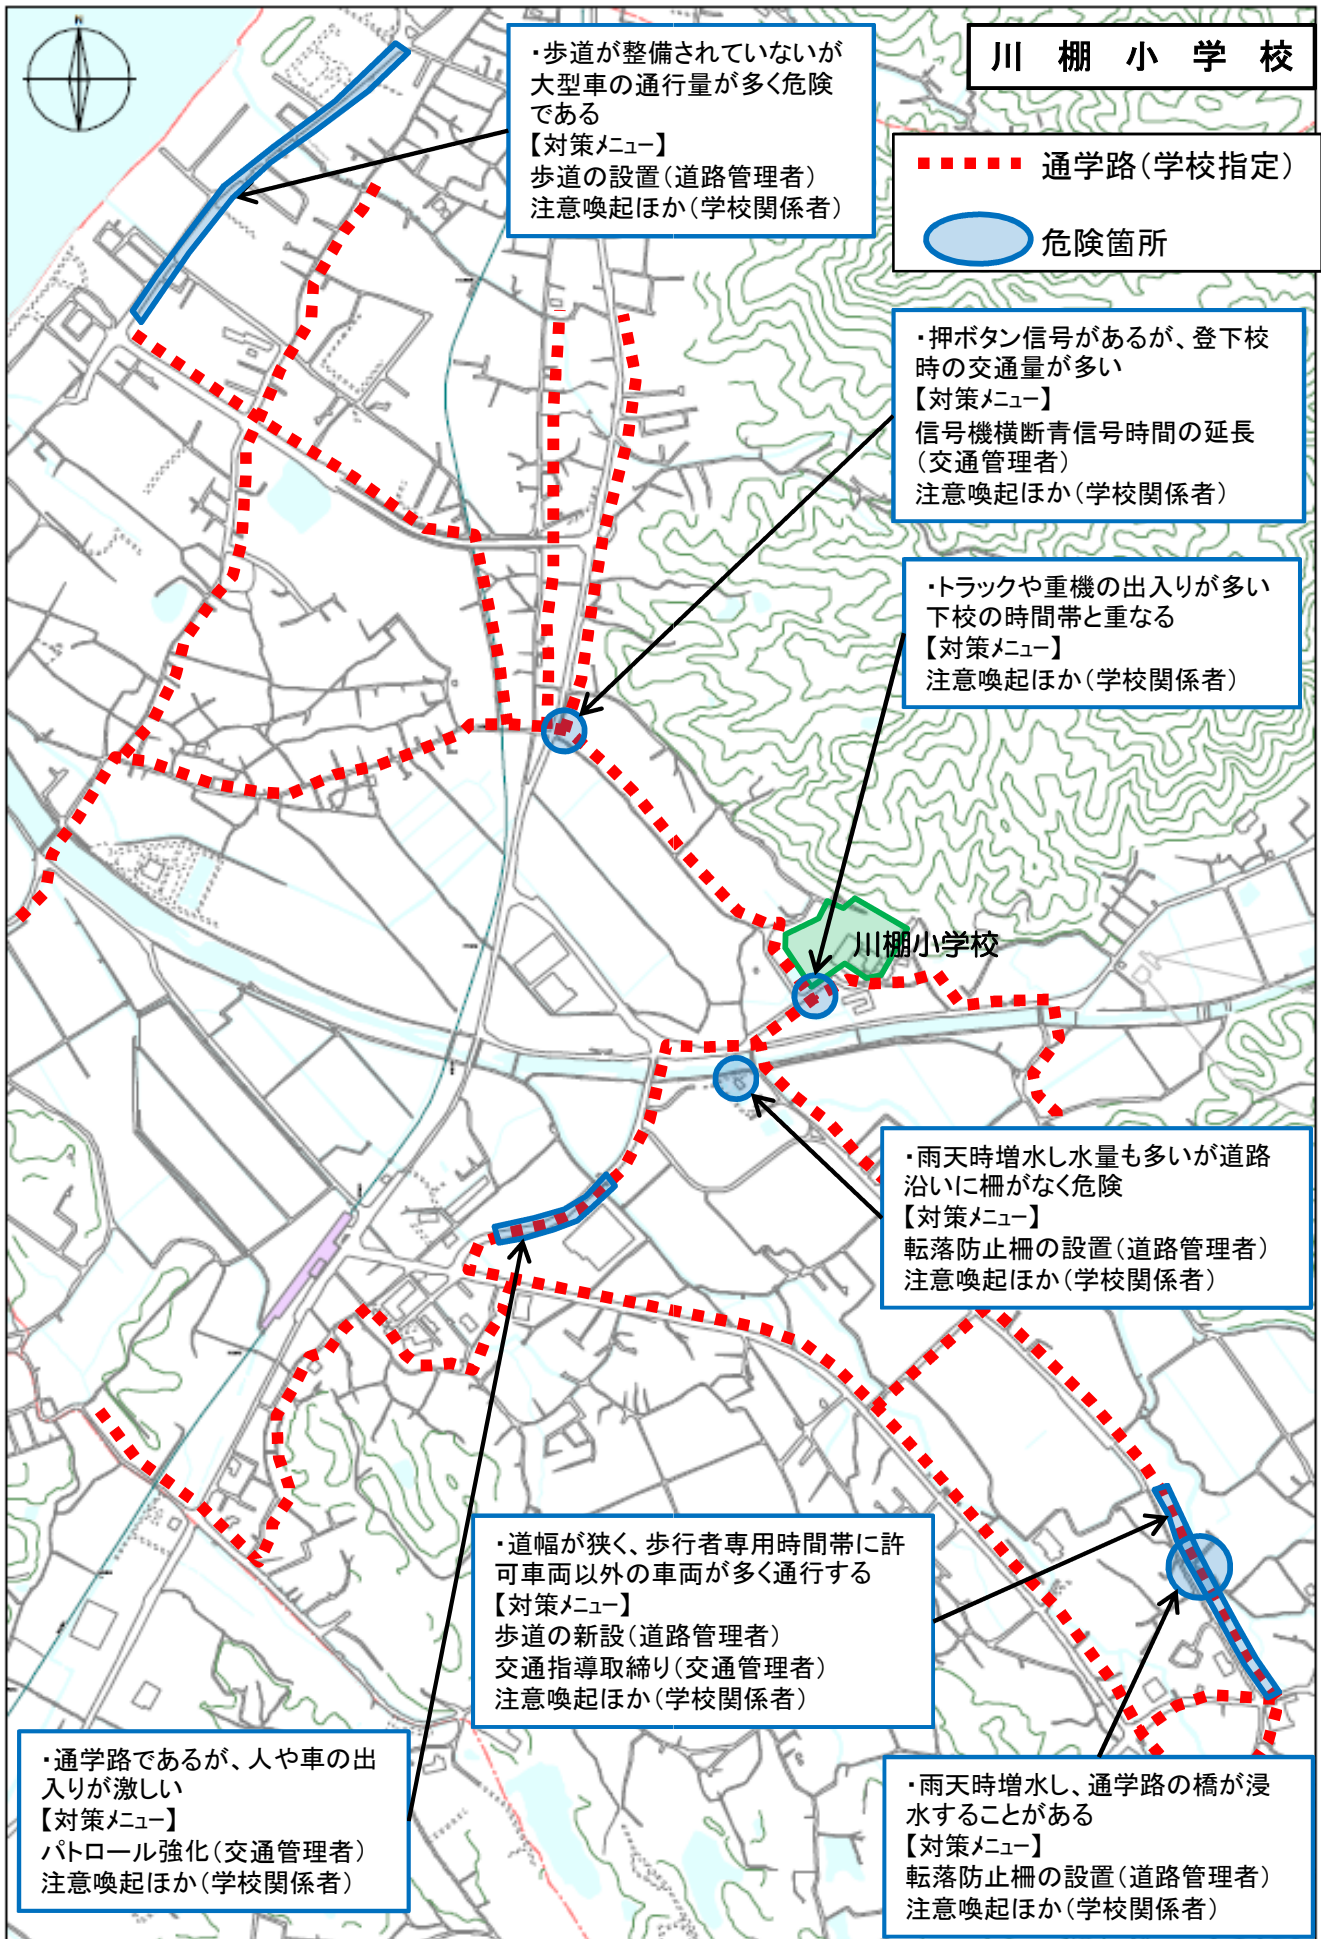 川棚小学校
・歩道が整備されていないが
大型車の通行量が多く危険
である
【対策メニュー】
歩道の設置(道路管理者)
注意喚起ほか(学校関係者)
通学路(学校指定)
危険箇所
・押ボタン信号があるが、登下校
時の交通量が多い
【対策メニュー】
信号機横断青信号時間の延長
(交通管理者)
注意喚起ほか(学校関係者)
・トラックや重機の出入りが多い
下校の時間帯と重なる
【対策メニュー】
注意喚起ほか(学校関係者)
川棚小学校
・雨天時増水し水量も多いが道路
沿いに柵がなく危険
【対策メニュー】
転落防止柵の設置(道路管理者)
注意喚起ほか(学校関係者)
・道幅が狭く、歩行者専用時間帯に許
可車両以外の車両が多く通行する
【対策メニュー】
歩道の新設(道路管理者)
交通指導取締り(交通管理者)
注意喚起ほか(学校関係者)
・通学路であるが、人や車の出
入りが激しい
【対策メニュー】
パトロール強化(交通管理者)
注意喚起ほか(学校関係者)
・雨天時増水し、通学路の橋が浸
水することがある
【対策メニュー】
転落防止柵の設置(道路管理者)
注意喚起ほか(学校関係者)